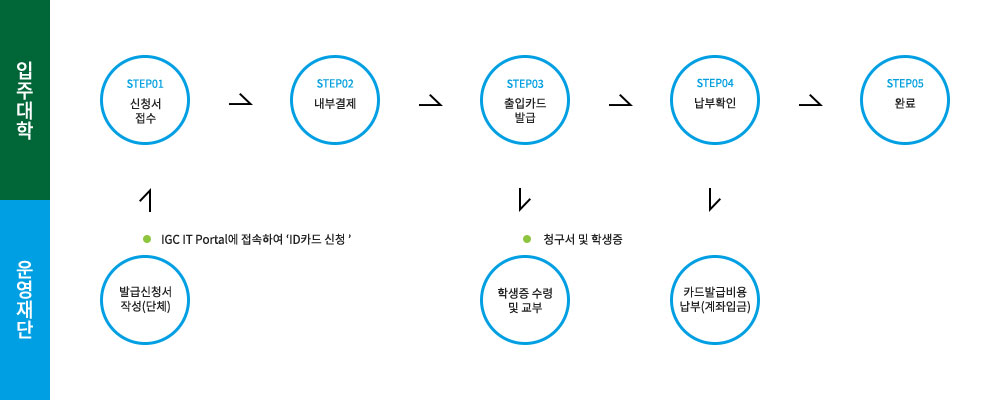 입주대학
STEP01
신청서
접수
STEP02
내부결제
STEP03
출입카드
발급
STEP04
납부확인
STEP05
완료
운영재단
IGC IT Portal에 접속하여 ‘ID카드 신청 ’
청구서 및 학생증
발급신청서
작성(단체)
학생증 수령
및 교부
카드발급비용
납부(계좌입금)